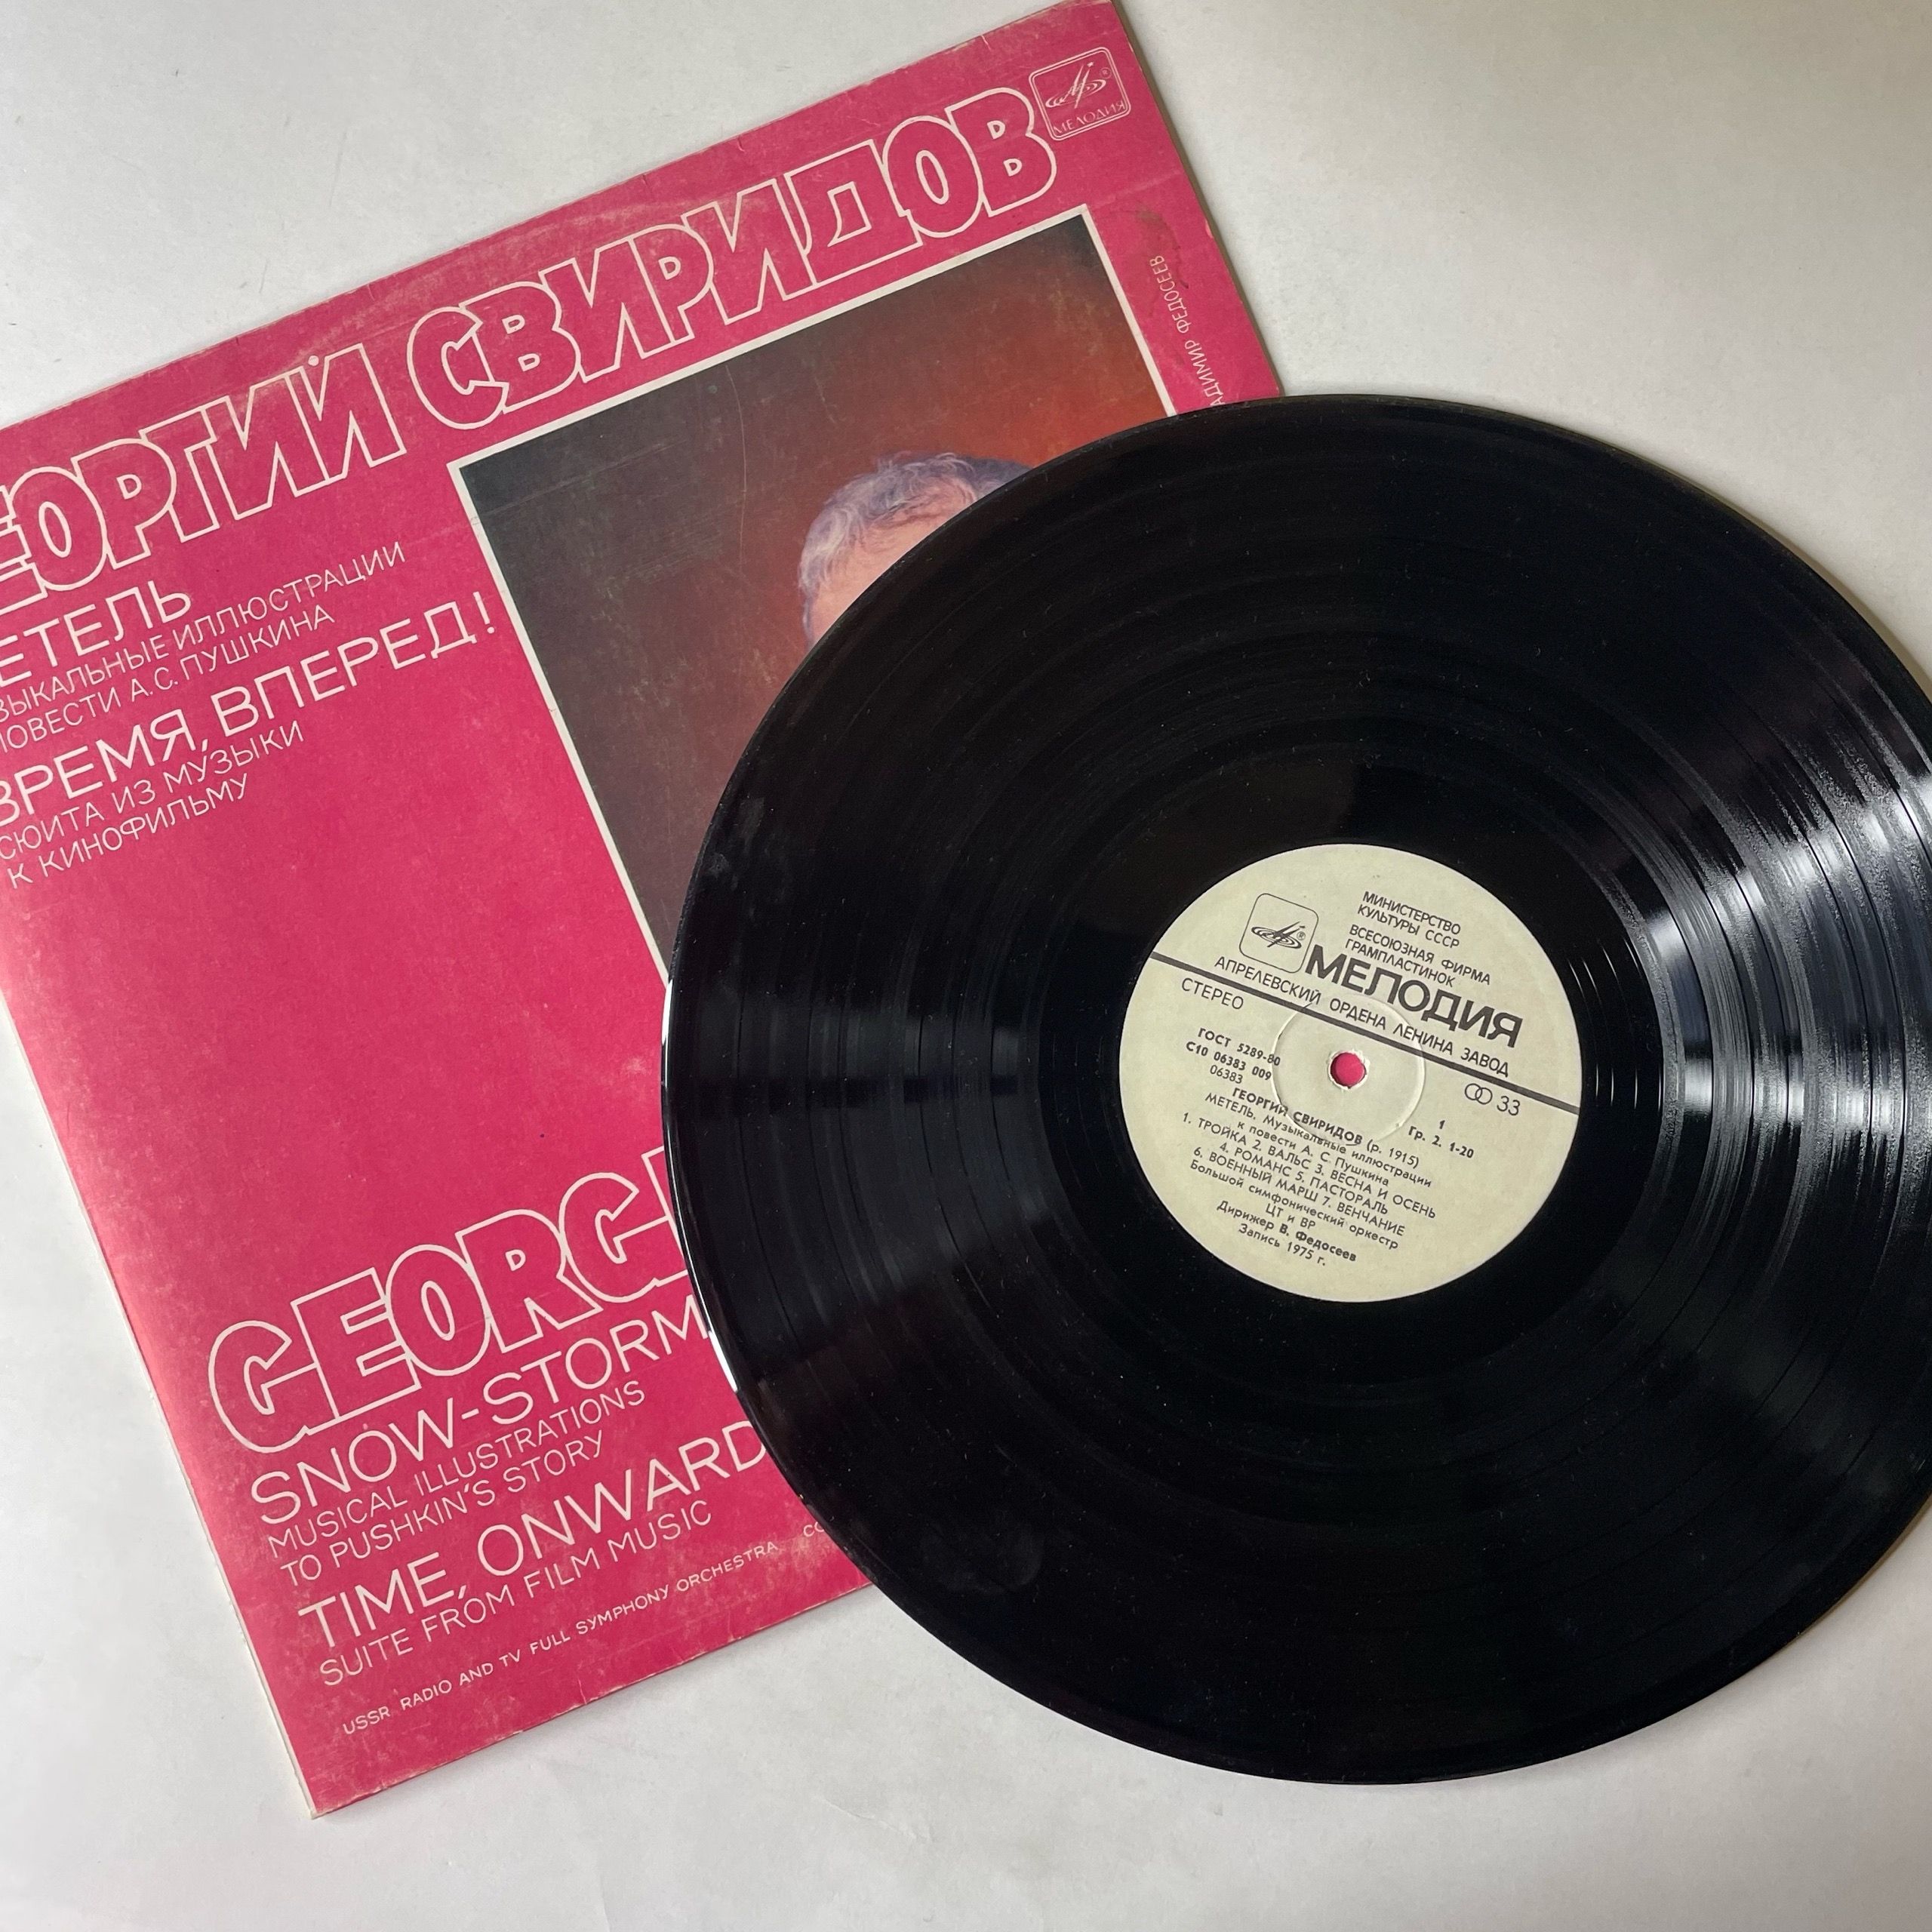 ЕОРГИЙ СВИРИДОВ
МЕЛОДИЯ
ЕТЕЛЬ
ЗЫКАЛЬНЫЕ ИЛЛЮСТРАЦИИ
ПОВЕСТИ А.С. ПУШКИНА
ВРЕМЯ, ВПЕРЕД!
СЮИТА ИЗ МУЗЫКИ
К КИНОФИЛЬМУ
АДИМИР ФЕДОСЕЕВ
GEORG
SNOW-STORM
MUSICAL ILLUSTRATIONS
TO PUSHKIN'S STORY
TIME, ONWARD
SUITE FROM FILM MUSIC
USSR RADIO AND TV FULL SYMPHONY ORCHESTRA CO
МИНИСТЕРСТВО
КУЛЬТУРЫ СССР
ВСЕСОЮЗНАЯ ФИРМА
ГРАМПЛАСТИНОК
МЕЛОДИЯ
АПРЕЛЕВСКИЙ ОРДЕНА ЛЕНИНА ЗАВОД
СТЕРЕО
33
ГОСТ 5289-80
С10 06383 009
06383
1
Гр. 2. 1-20
ГЕОРГИЙ СВИРИДОВ (р. 1915)
МЕТЕЛЬ. Музыкальные иллюстрации
к повести А. С. Пушкина
1. ТРОЙКА 2. ВАЛЬС 3. ВЕСНА И ОСЕНЬ
4. РОМАНС 5. ПАСТОРАЛЬ
6. ВОЕННЫЙ МАРШ 7. ВЕНЧАНИЕ
Большой симфонический оркестр
ЦТ и ВР
Дирижер В. Федосеев
Запись 1975 г.